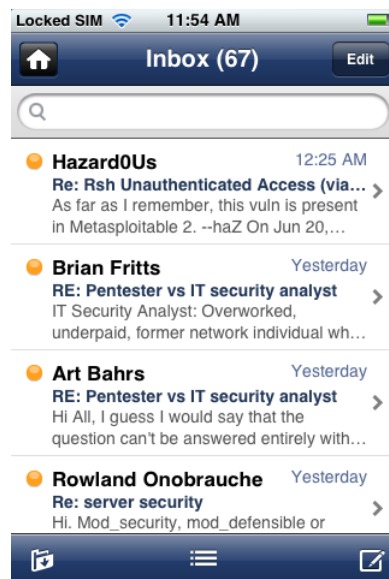 Locked SIM 11:54 AM
Inbox (67) Edit
Hazard0Us 12:25 AM
Re: Rsh Unauthenticated Access (via...
As far as I remember, this vuln is present
in Metasploitable 2. --haZ On Jun 20,...
Brian Fritts Yesterday
RE: Pentester vs IT security analyst
IT Security Analyst: Overworked,
underpaid, former network individual wh...
Art Bahrs Yesterday
RE: Pentester vs IT security analyst
Hi All, I guess I would say that the
question can't be answered entirely with...
Rowland Onobrauche Yesterday
Re: server security
Hi. Mod_security, mod_defensible or